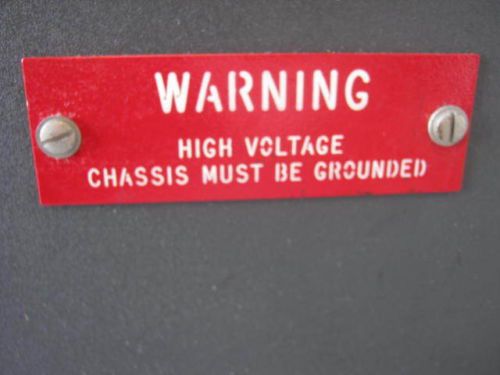 WARNING
HIGH VOLTAGE
CHASSIS MUST BE GROUNDED